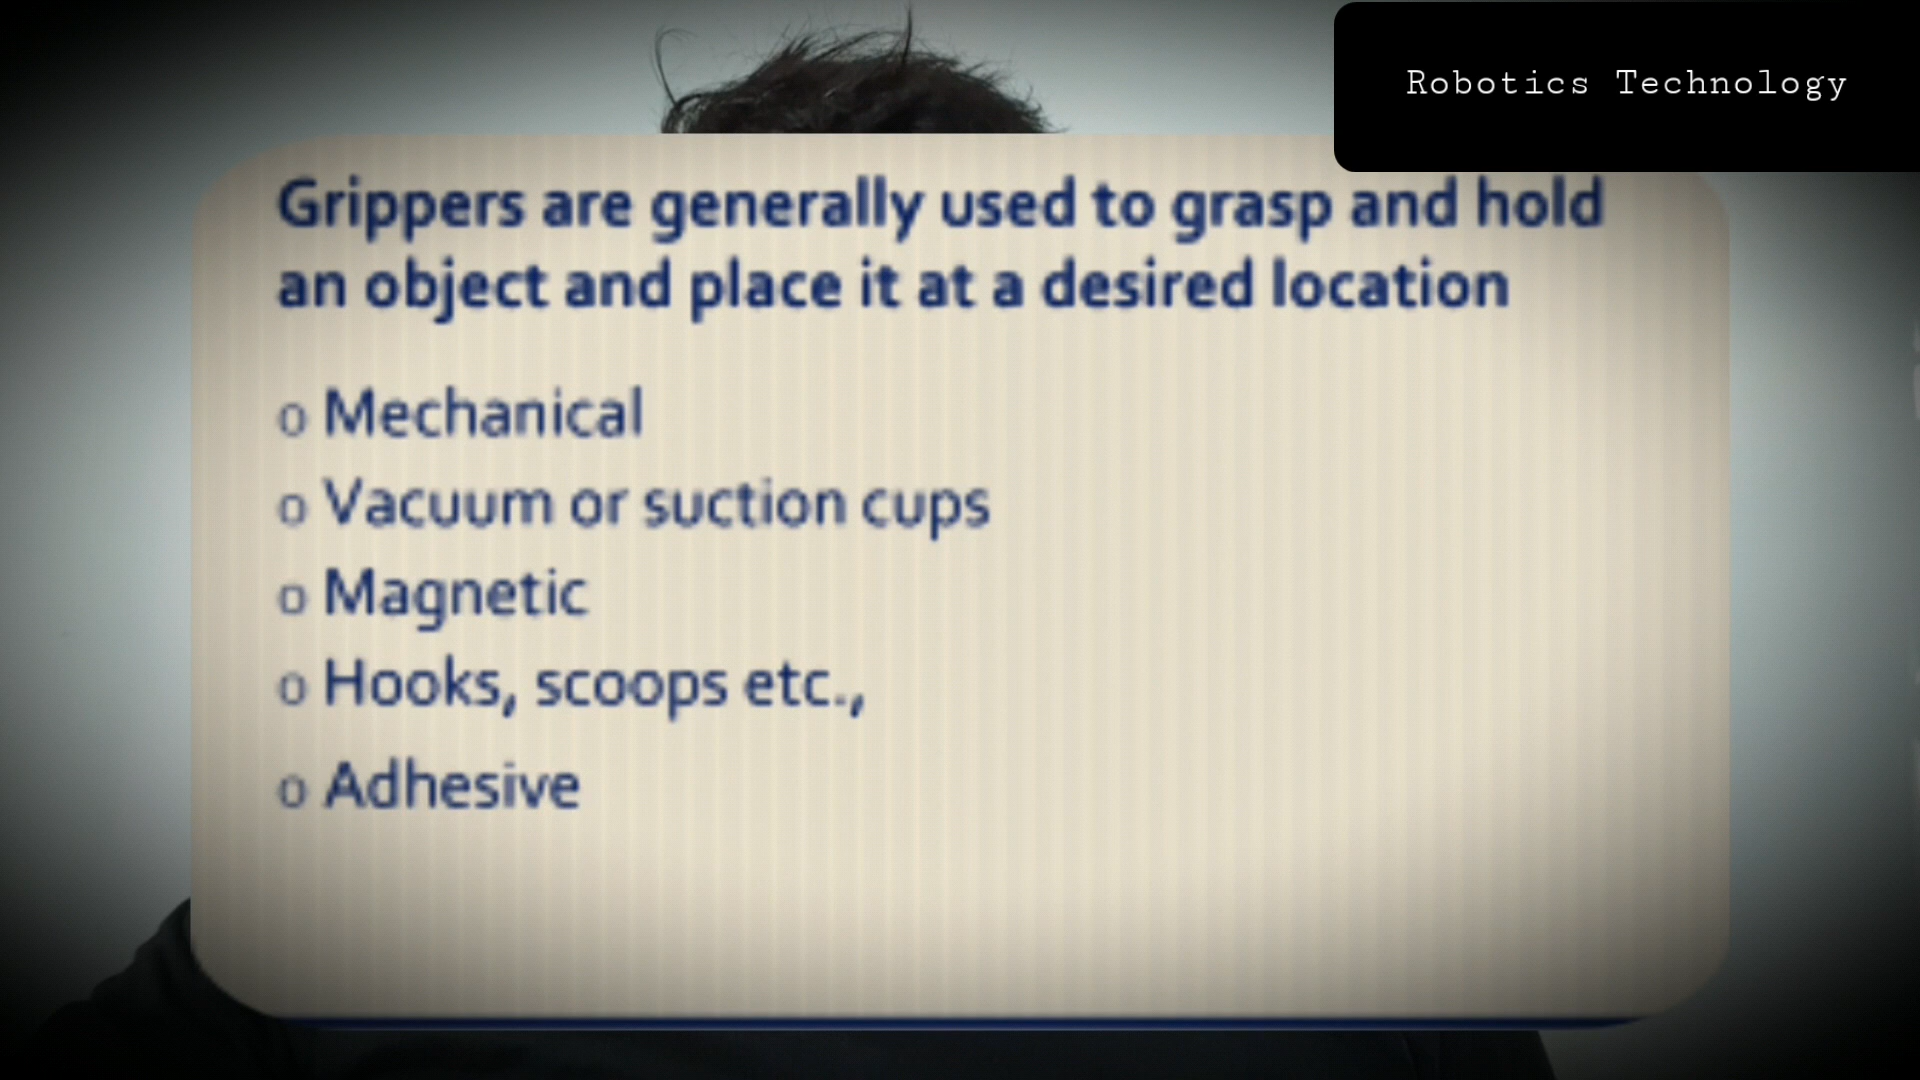 Robotics Technology
Grippers are generally used to grasp and hold
an object and place it at a desired location
o Mechanical
o Vacuum or suction cups
o Magnetic
o Hooks, scoops etc.,
o Adhesive